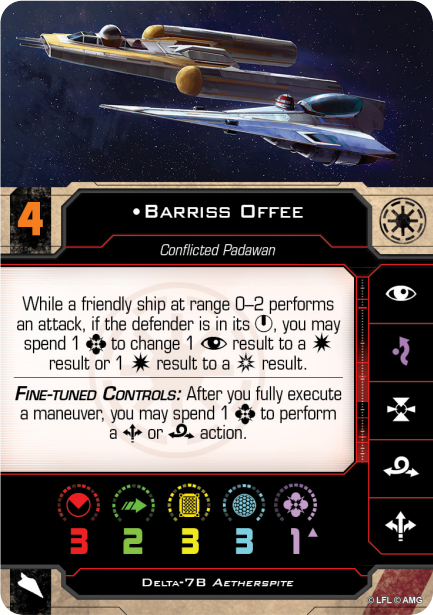 4
•Barriss Offee
Conflicted Padawan
While a friendly ship at range 0–2 performs
an attack, if the defender is in its , you may
spend 1 to change 1 result to a
result or 1 result to a result.
Fine-tuned Controls: After you fully execute
a maneuver, you may spend 1 to perform
a or action.
3 2 3 3 1
Delta-7B Aetherspite
© LFL © AMG